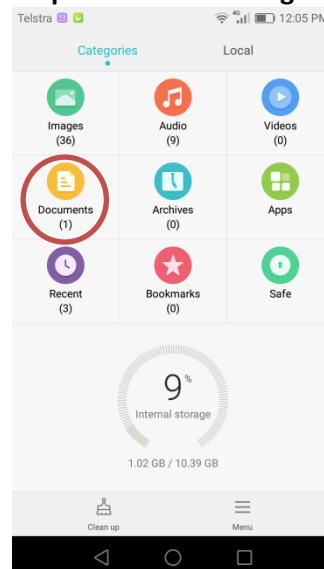 Telstra 4G 12:05 PM
Categories Local
Images Audio Videos
(36) (9) (0)
Documents Archives Apps
(1) (0)
Recent Bookmarks Safe
(3) (0)
9%
Internal storage
1.02 GB / 10.39 GB
Clean up Menu